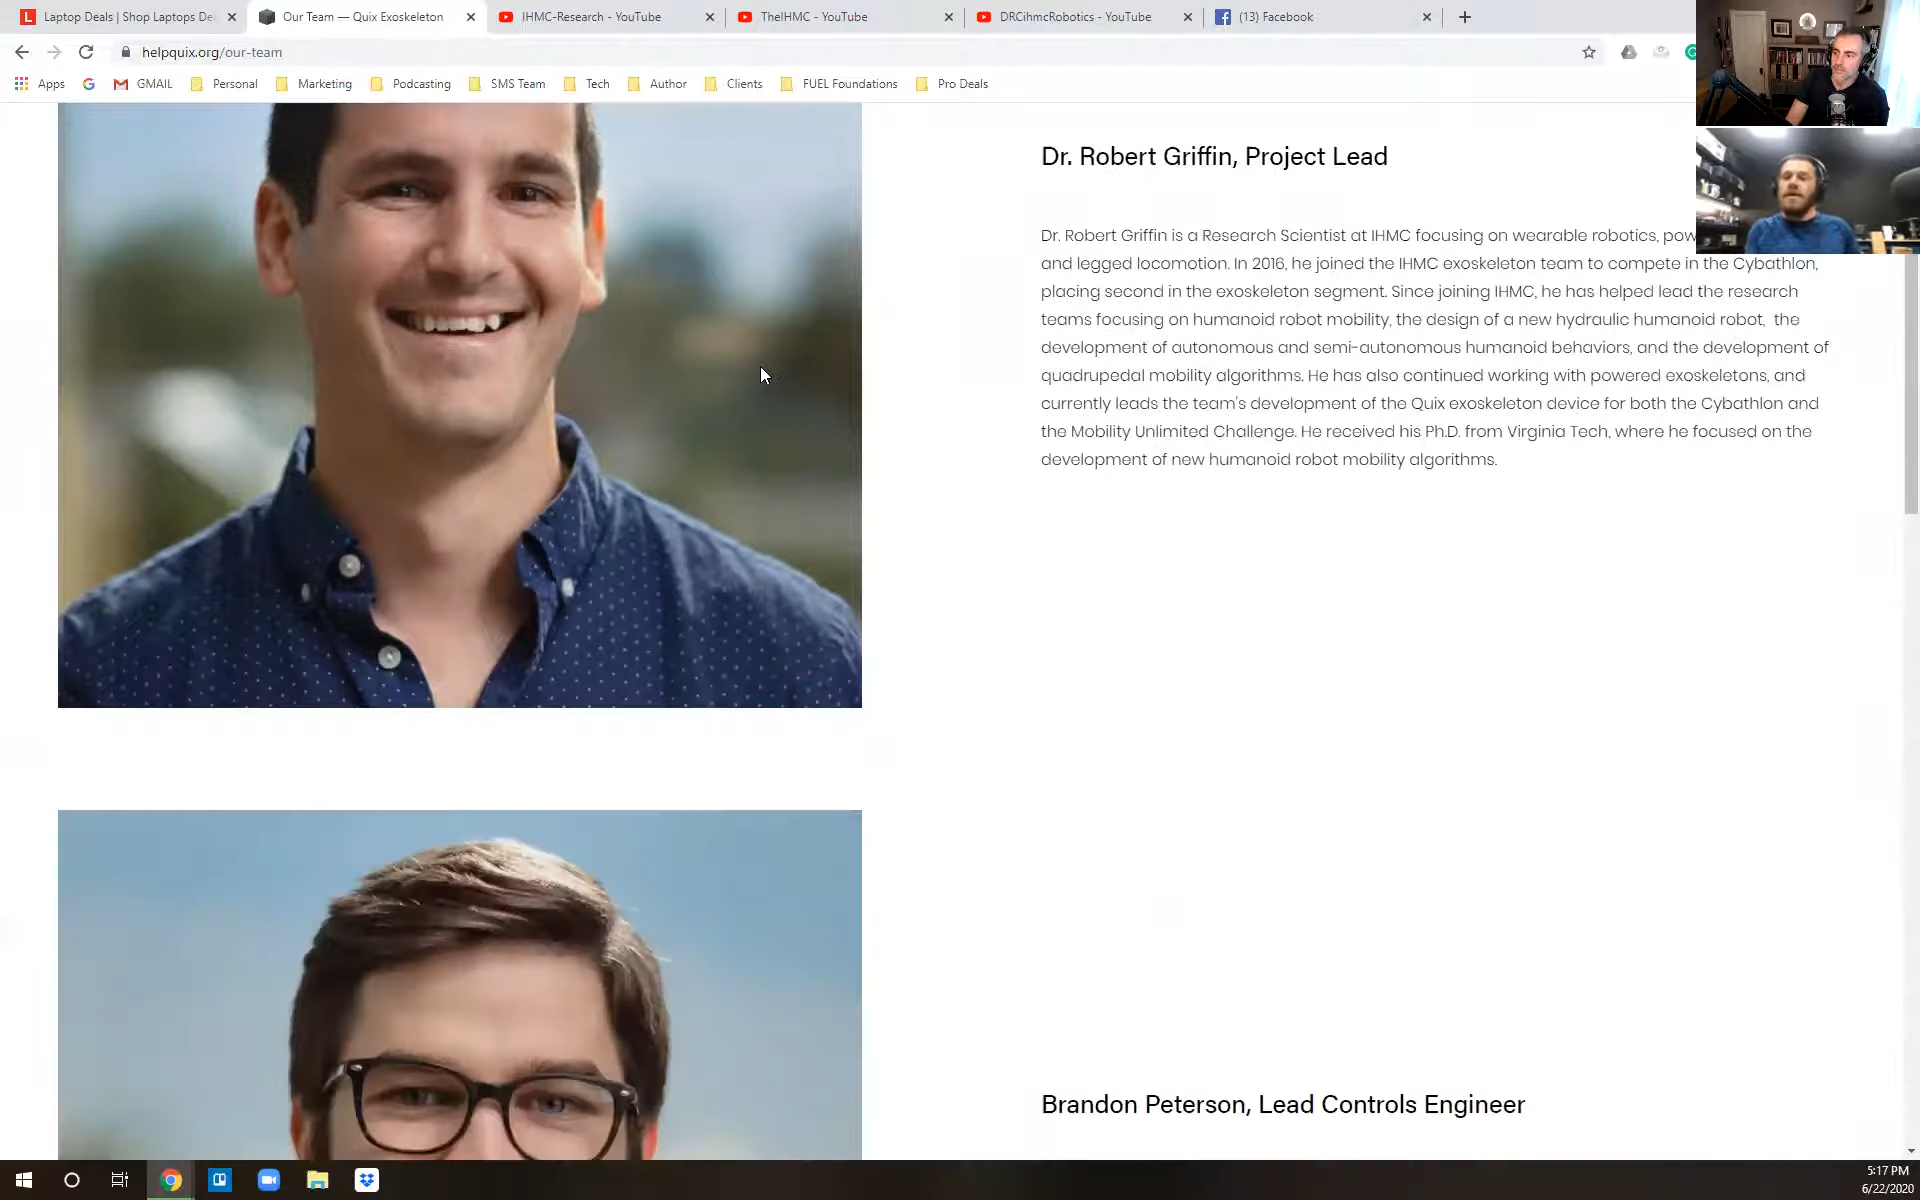 Laptop Deals | Shop Laptops De
Our Team — Quix Exoskeleton
IHMC-Research - YouTube
TheIHMC - YouTube
DRCihmcRobotics - YouTube
(13) Facebook
helpquix.org/our-team
Apps
GMAIL
Personal
Marketing
Podcasting
SMS Team
Tech
Author
Clients
FUEL Foundations
Pro Deals
Dr. Robert Griffin, Project Lead
Dr. Robert Griffin is a Research Scientist at IHMC focusing on wearable robotics, pow
and legged locomotion. In 2016, he joined the IHMC exoskeleton team to compete in the Cybathlon,
placing second in the exoskeleton segment. Since joining IHMC, he has helped lead the research
teams focusing on humanoid robot mobility, the design of a new hydraulic humanoid robot, the
development of autonomous and semi-autonomous humanoid behaviors, and the development of
quadrupedal mobility algorithms. He has also continued working with powered exoskeletons, and
currently leads the team's development of the Quix exoskeleton device for both the Cybathlon and
the Mobility Unlimited Challenge. He received his Ph.D. from Virginia Tech, where he focused on the
development of new humanoid robot mobility algorithms.
Brandon Peterson, Lead Controls Engineer
5:17 PM
6/22/2020